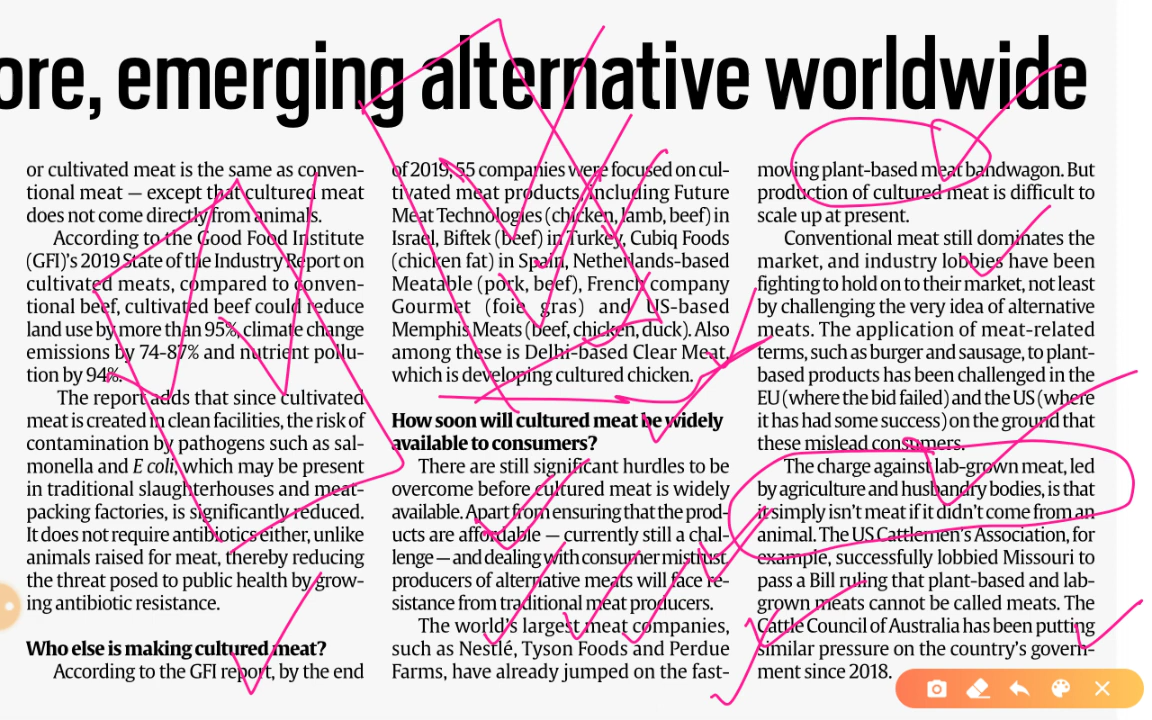 ore, emerging alternative worldwide
or cultivated meat is the same as conven-
tional meat — except that cultured meat
does not come directly from animals.
According to the Good Food Institute
(GFI)'s 2019 State of the Industry Report on
cultivated meats, compared to conven-
tional beef, cultivated beef could reduce
land use by more than 95%, climate change
emissions by 74-87% and nutrient pollu-
tion by 94%.
The report adds that since cultivated
meat is created in clean facilities, the risk of
contamination by pathogens such as sal-
monella and E coli, which may be present
in traditional slaughterhouses and meat-
packing factories, is significantly reduced.
It does not require antibiotics either, unlike
animals raised for meat, thereby reducing
the threat posed to public health by grow-
ing antibiotic resistance.
Who else is making cultured meat?
According to the GFI report, by the end
of 2019, 55 companies were focused on cul-
tivated meat products, including Future
Meat Technologies (chicken, lamb, beef) in
Israel, Biftek (beef) in Turkey, Cubiq Foods
(chicken fat) in Spain, Netherlands-based
Meatable (pork, beef), French company
Gourmet (foie gras) and US-based
Memphis Meats (beef, chicken, duck). Also
among these is Delhi-based Clear Meat,
which is developing cultured chicken.
How soon will cultured meat be widely
available to consumers?
There are still significant hurdles to be
overcome before cultured meat is widely
available. Apart from ensuring that the prod-
ucts are affordable — currently still a chal-
lenge — and dealing with consumer mistrust,
producers of alternative meats will face re-
sistance from traditional meat producers.
The world's largest meat companies,
such as Nestlé, Tyson Foods and Perdue
Farms, have already jumped on the fast-
moving plant-based meat bandwagon. But
production of cultured meat is difficult to
scale up at present.
Conventional meat still dominates the
market, and industry lobbies have been
fighting to hold on to their market, not least
by challenging the very idea of alternative
meats. The application of meat-related
terms, such as burger and sausage, to plant-
based products has been challenged in the
EU (where the bid failed) and the US (where
it has had some success) on the ground that
these mislead consumers.
The charge against lab-grown meat, led
by agriculture and husbandry bodies, is that
it simply isn't meat if it didn't come from an
animal. The US Cattlemen's Association, for
example, successfully lobbied Missouri to
pass a Bill ruling that plant-based and lab-
grown meats cannot be called meats. The
Cattle Council of Australia has been putting
similar pressure on the country's govern-
ment since 2018.